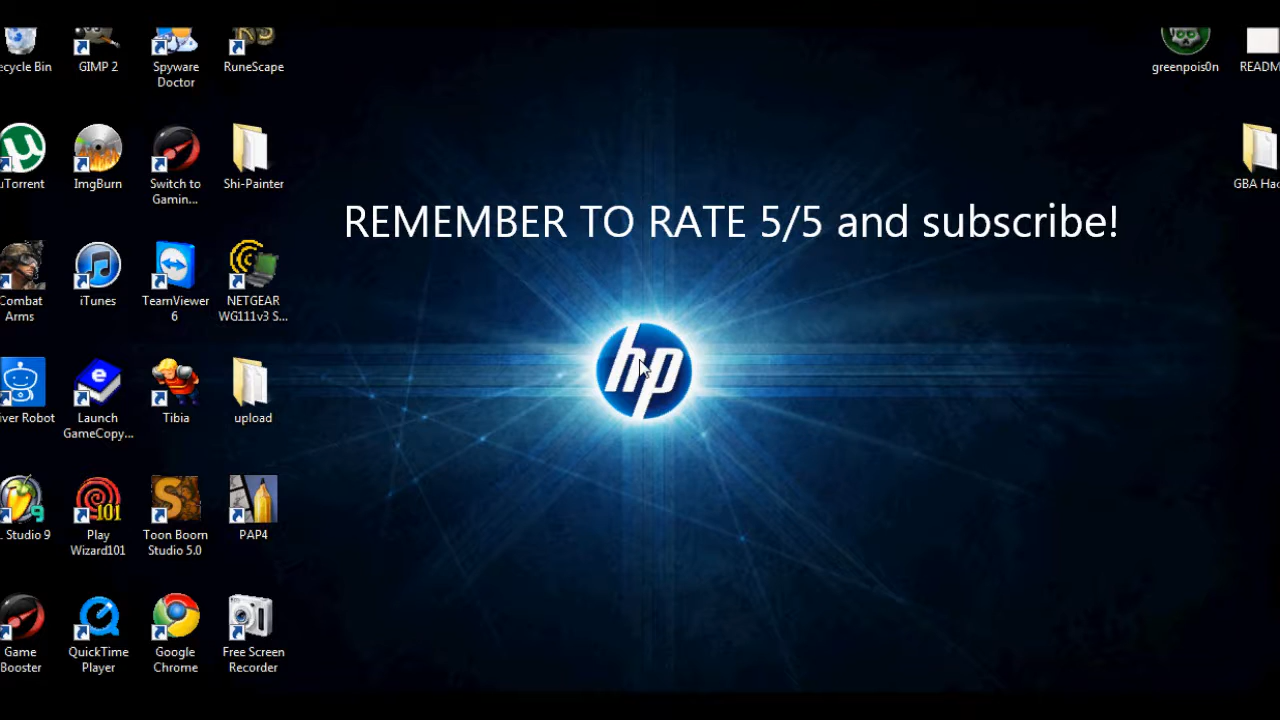 ecycle Bin
GIMP 2
Spyware
Doctor
RuneScape
greenpois0n
READM
uTorrent
ImgBurn
Switch to
Gamin...
Shi-Painter
GBA Hac
REMEMBER TO RATE 5/5 and subscribe!
Combat
Arms
iTunes
TeamViewer
6
NETGEAR
WG111v3 S...
hp
iver Robot
Launch
GameCopy...
Tibia
upload
. Studio 9
Play
Wizard101
Toon Boom
Studio 5.0
PAP4
Game
Booster
QuickTime
Player
Google
Chrome
Free Screen
Recorder